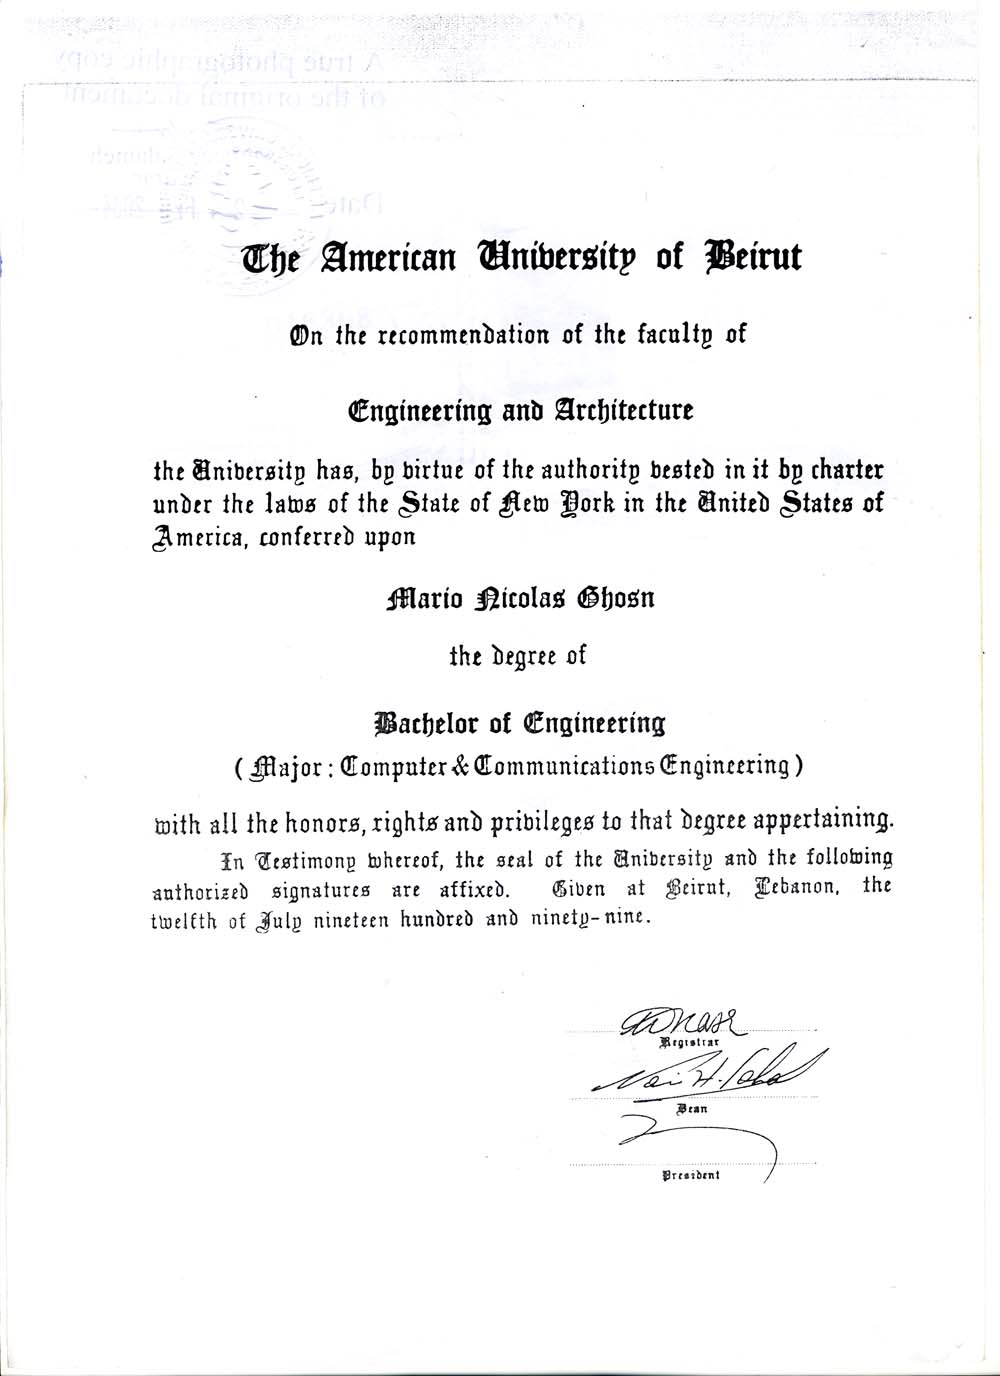 A true photographic copy
of the original document
Date
The American University of Beirut
On the recommendation of the faculty of
Engineering and Architecture
the University has, by virtue of the authority vested in it by charter
under the laws of the State of New York in the United States of
America, conferred upon
Mario Nicolas Ghosn
the degree of
Bachelor of Engineering
( Major : Computer & Communications Engineering )
with all the honors, rights and privileges to that degree appertaining.
In Testimony Whereof, the seal of the University and the following
authorized signatures are affixed. Given at Beirut, Lebanon, the
twelfth of July nineteen hundred and ninety-nine.
Registrar
Dean
President